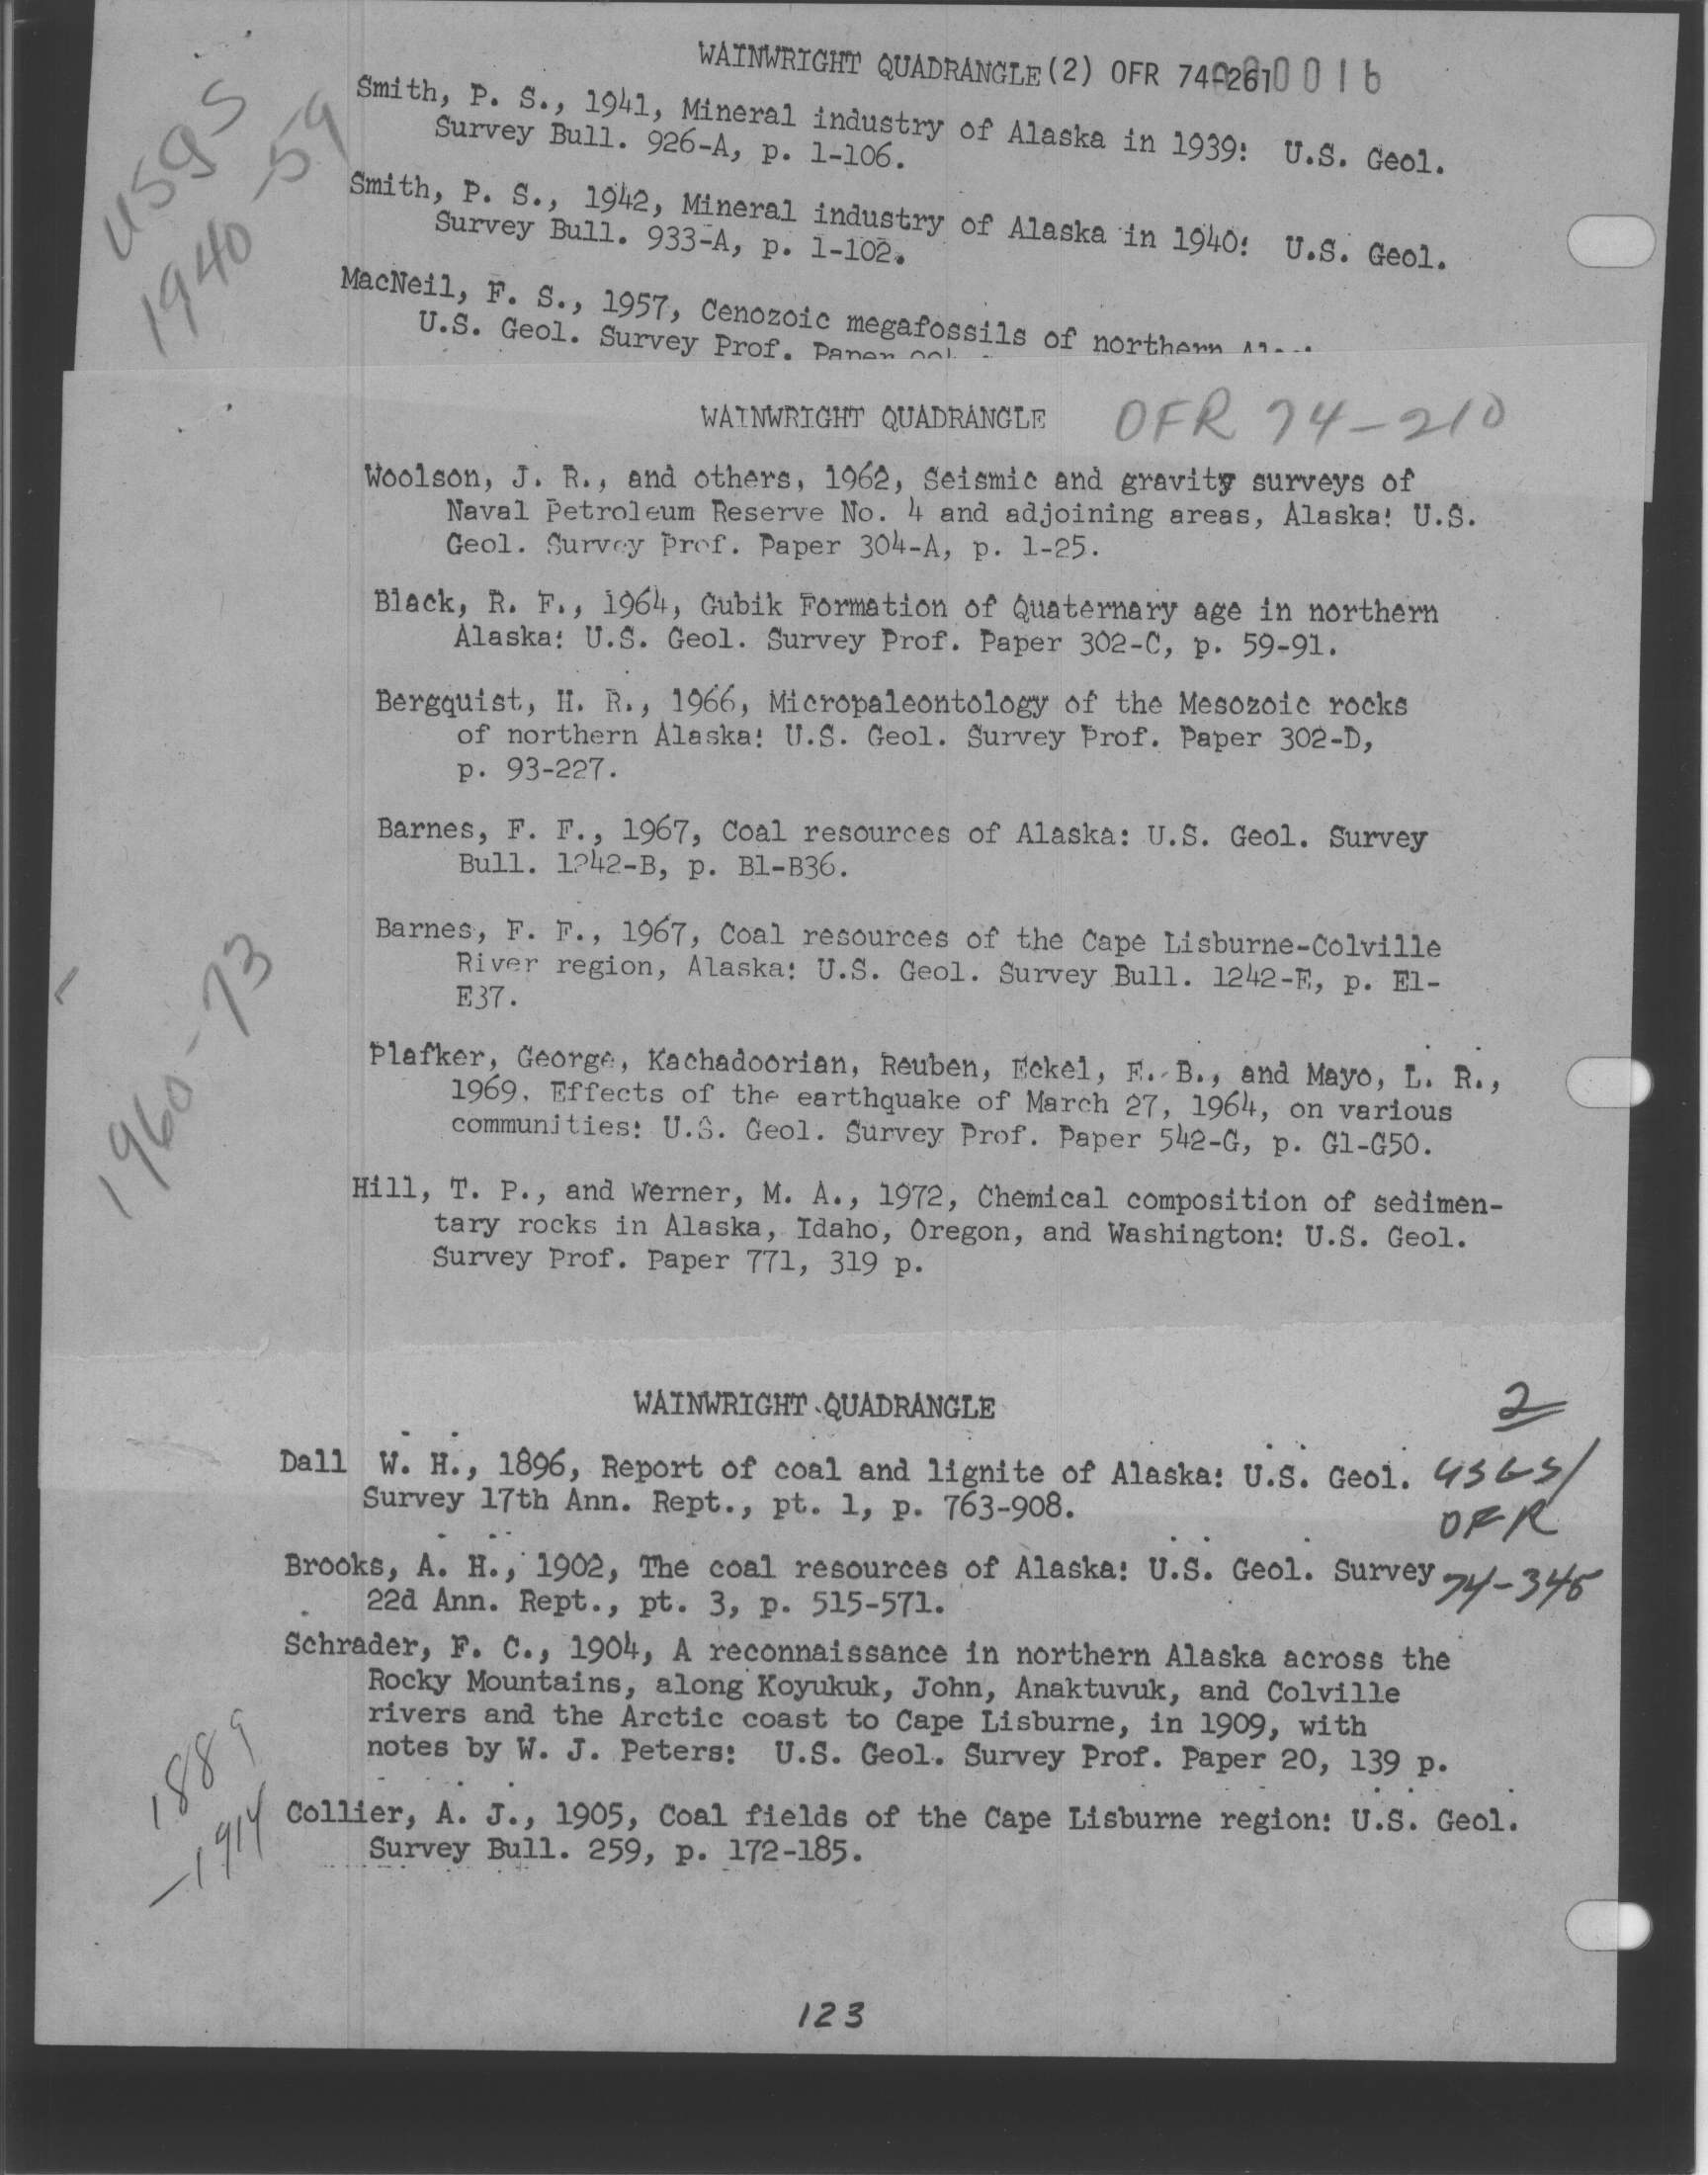 WAINWRIGHT QUADRANGLE (2) OFR 74-261 0016
USGS
1940-59
Smith, P. S., 1941, Mineral industry of Alaska in 1939: U.S. Geol.
Survey Bull. 926-A, p. 1-106.
Smith, P. S., 1942, Mineral industry of Alaska in 1940: U.S. Geol.
Survey Bull. 933-A, p. 1-102.
MacNeil, F. S., 1957, Cenozoic megafossils of northern
U.S. Geol. Survey Prof. Paper
WAINWRIGHT QUADRANGLE OFR 74-210
Woolson, J. R., and others, 1962, Seismic and gravity surveys of
Naval Petroleum Reserve No. 4 and adjoining areas, Alaska: U.S.
Geol. Survey Prof. Paper 304-A, p. 1-25.
Black, R. F., 1964, Gubik Formation of Quaternary age in northern
Alaska: U.S. Geol. Survey Prof. Paper 302-C, p. 59-91.
Bergquist, H. R., 1966, Micropaleontology of the Mesozoic rocks
of northern Alaska: U.S. Geol. Survey Prof. Paper 302-D,
p. 93-227.
Barnes, F. F., 1967, Coal resources of Alaska: U.S. Geol. Survey
Bull. 1242-B, p. B1-B36.
Barnes, F. F., 1967, Coal resources of the Cape Lisburne-Colville
River region, Alaska: U.S. Geol. Survey Bull. 1242-E, p. E1-
E37.
1960-73
Plafker, George, Kachadoorian, Reuben, Eckel, E. B., and Mayo, L. R.,
1969, Effects of the earthquake of March 27, 1964, on various
communities: U.S. Geol. Survey Prof. Paper 542-G, p. G1-G50.
Hill, T. P., and Werner, M. A., 1972, Chemical composition of sedimen-
tary rocks in Alaska, Idaho, Oregon, and Washington: U.S. Geol.
Survey Prof. Paper 771, 319 p.
WAINWRIGHT QUADRANGLE 2
Dall W. H., 1896, Report of coal and lignite of Alaska: U.S. Geol.
Survey 17th Ann. Rept., pt. 1, p. 763-908.
USGS/
OFR
74-345
Brooks, A. H., 1902, The coal resources of Alaska: U.S. Geol. Survey
22d Ann. Rept., pt. 3, p. 515-571.
Schrader, F. C., 1904, A reconnaissance in northern Alaska across the
Rocky Mountains, along Koyukuk, John, Anaktuvuk, and Colville
rivers and the Arctic coast to Cape Lisburne, in 1909, with
notes by W. J. Peters: U.S. Geol. Survey Prof. Paper 20, 139 p.
1889
-1914
Collier, A. J., 1905, Coal fields of the Cape Lisburne region: U.S. Geol.
Survey Bull. 259, p. 172-185.
123